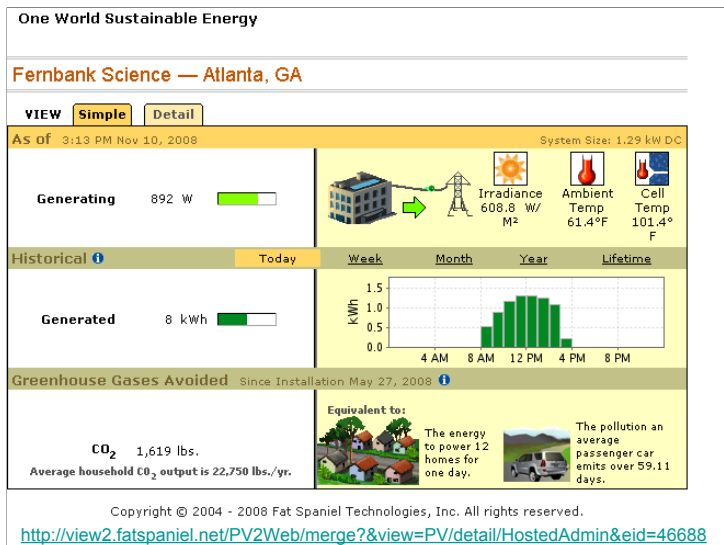 One World Sustainable Energy
Fernbank Science — Atlanta, GA
VIEW Simple Detail
As of 3:13 PM Nov 10, 2008 System Size: 1.29 kW DC
Generating 892 W
Irradiance
608.8 W/
M²
Ambient
Temp
61.4°F
Cell
Temp
101.4°
F
Historical i Today Week Month Year Lifetime
Generated 8 kWh
kWh
1.5
1.0
0.5
0.0
4 AM 8 AM 12 PM 4 PM 8 PM
Greenhouse Gases Avoided Since Installation May 27, 2008 i
CO₂ 1,619 lbs.
Average household CO₂ output is 22,750 lbs./yr.
Equivalent to:
The energy
to power 12
homes for
one day.
The pollution an
average
passenger car
emits over 59.11
days.
Copyright © 2004 - 2008 Fat Spaniel Technologies, Inc. All rights reserved.
http://view2.fatspaniel.net/PV2Web/merge?&view=PV/detail/HostedAdmin&eid=46688